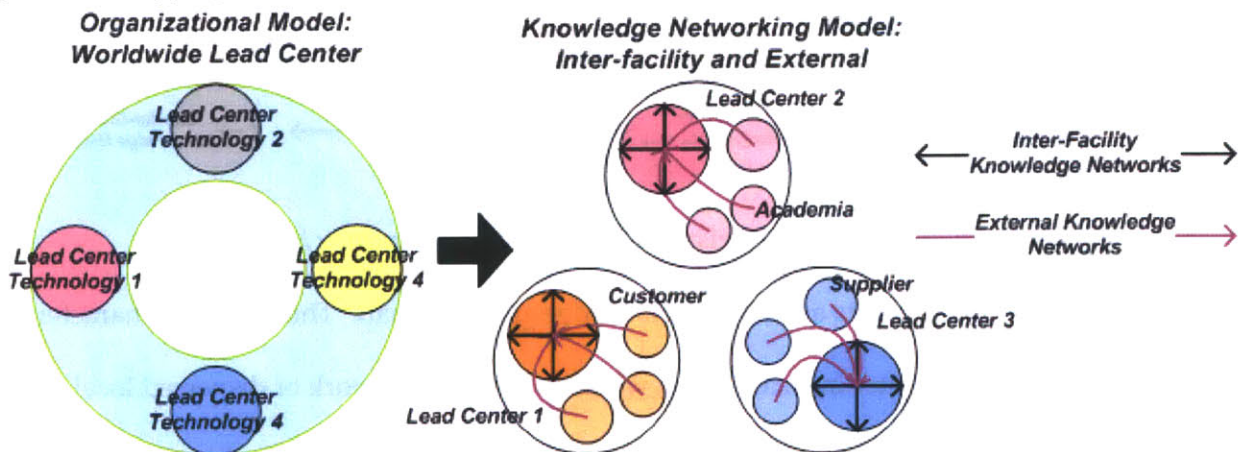 Organizational Model:
Worldwide Lead Center
Lead Center
Technology 2
Lead Center
Technology 1
Lead Center
Technology 4
Lead Center
Technology 4
Knowledge Networking Model:
Inter-facility and External
Lead Center 2
Academia
Customer
Lead Center 1
Supplier
Lead Center 3
Inter-Facility
Knowledge Networks
External Knowledge
Networks